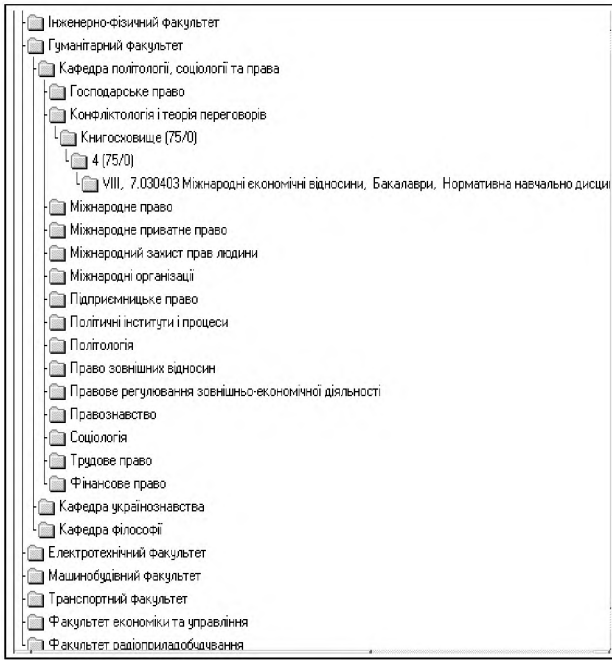 Інженерно-фізичний факультет
Гуманітарний факультет
Кафедра політології, соціології та права
Господарське право
Конфліктологія і теорія переговорів
Книгосховище (75/0)
4 (75/0)
VIII, 7.030403 Міжнародні економічні відносини, Бакалаври, Нормативна навчально дисци
Міжнародне право
Міжнародне приватне право
Міжнародний захист прав людини
Міжнародні організації
Підприємницьке право
Політичні інститути і процеси
Політологія
Право зовнішних відносин
Правове регулювання зовнішньо-економічної діяльності
Правознавство
Соціологія
Трудове право
Фінансове право
Кафедра українознавства
Кафедра філософії
Електротехнічний факультет
Машинобудівний факультет
Транспортний факультет
Факультет економіки та управління
Факультет радіоприладобудування